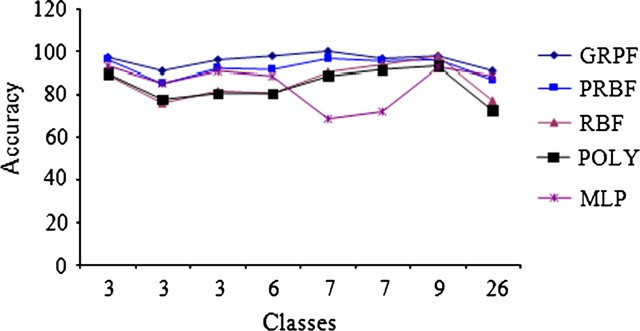 120
100
80
60
40
20
0
Accuracy
3 3 3 6 7 7 9 26
Classes
GRPF
PRBF
RBF
POLY
MLP